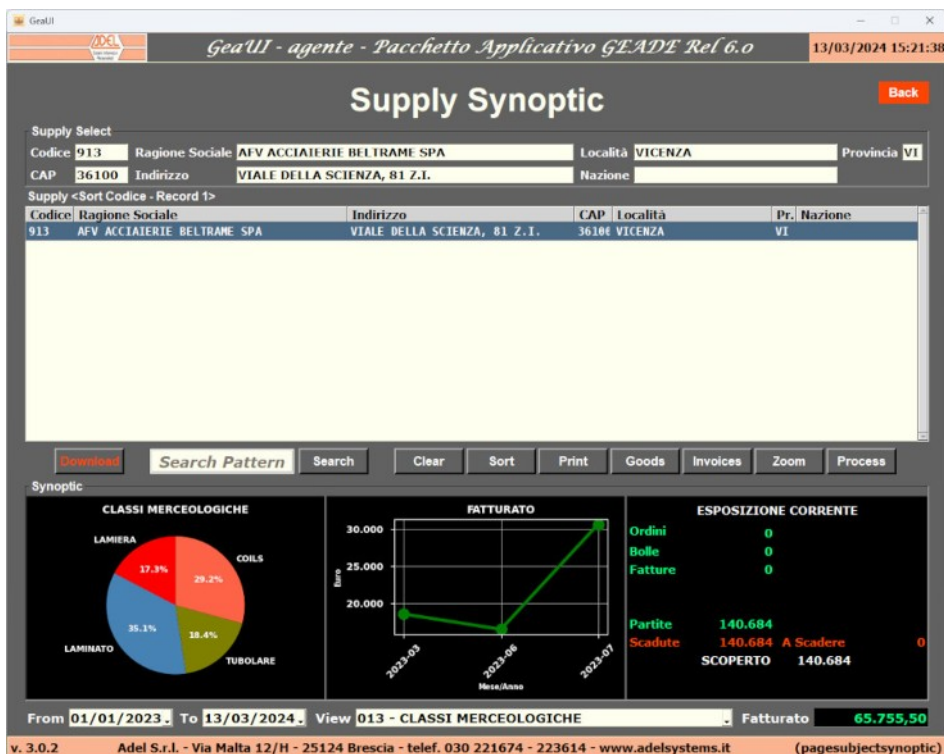 GeaUI
ADEL
GeaUI - agente - Pacchetto Applicativo GEADE Rel 6.0
13/03/2024 15:21:38
Supply Synoptic
Back
Supply Select
Codice 913 Ragione Sociale AFV ACCIAIERIE BELTRAME SPA Località VICENZA Provincia VI
CAP 36100 Indirizzo VIALE DELLA SCIENZA, 81 Z.I. Nazione
Supply <Sort Codice - Record 1>
Codice Ragione Sociale Indirizzo CAP Località Pr. Nazione
913 AFV ACCIAIERIE BELTRAME SPA VIALE DELLA SCIENZA, 81 Z.I. VICENZA VI
Download Search Pattern Search Clear Sort Print Goods Invoices Zoom Process
Synoptic
CLASSI MERCEOLOGICHE
LAMIERA
17.3%
COILS
29.2%
35.1%
18.4%
LAMINATO
TUBOLARE
FATTURATO
30.000
25.000
20.000
Euro
2023-03
2023-06
2023-07
Mese/Anno
ESPOSIZIONE CORRENTE
Ordini 0
Bolle 0
Fatture 0
Partite 140.684
Scadute 140.684 A Scadere 0
SCOPERTO 140.684
From 01/01/2023 To 13/03/2024 View 013 - CLASSI MERCEOLOGICHE Fatturato 65.755,50
v. 3.0.2 Adel S.r.l. - Via Malta 12/H - 25124 Brescia - telef. 030 221674 - 223614 - www.adelsystems.it (pagesubjectsynoptic)